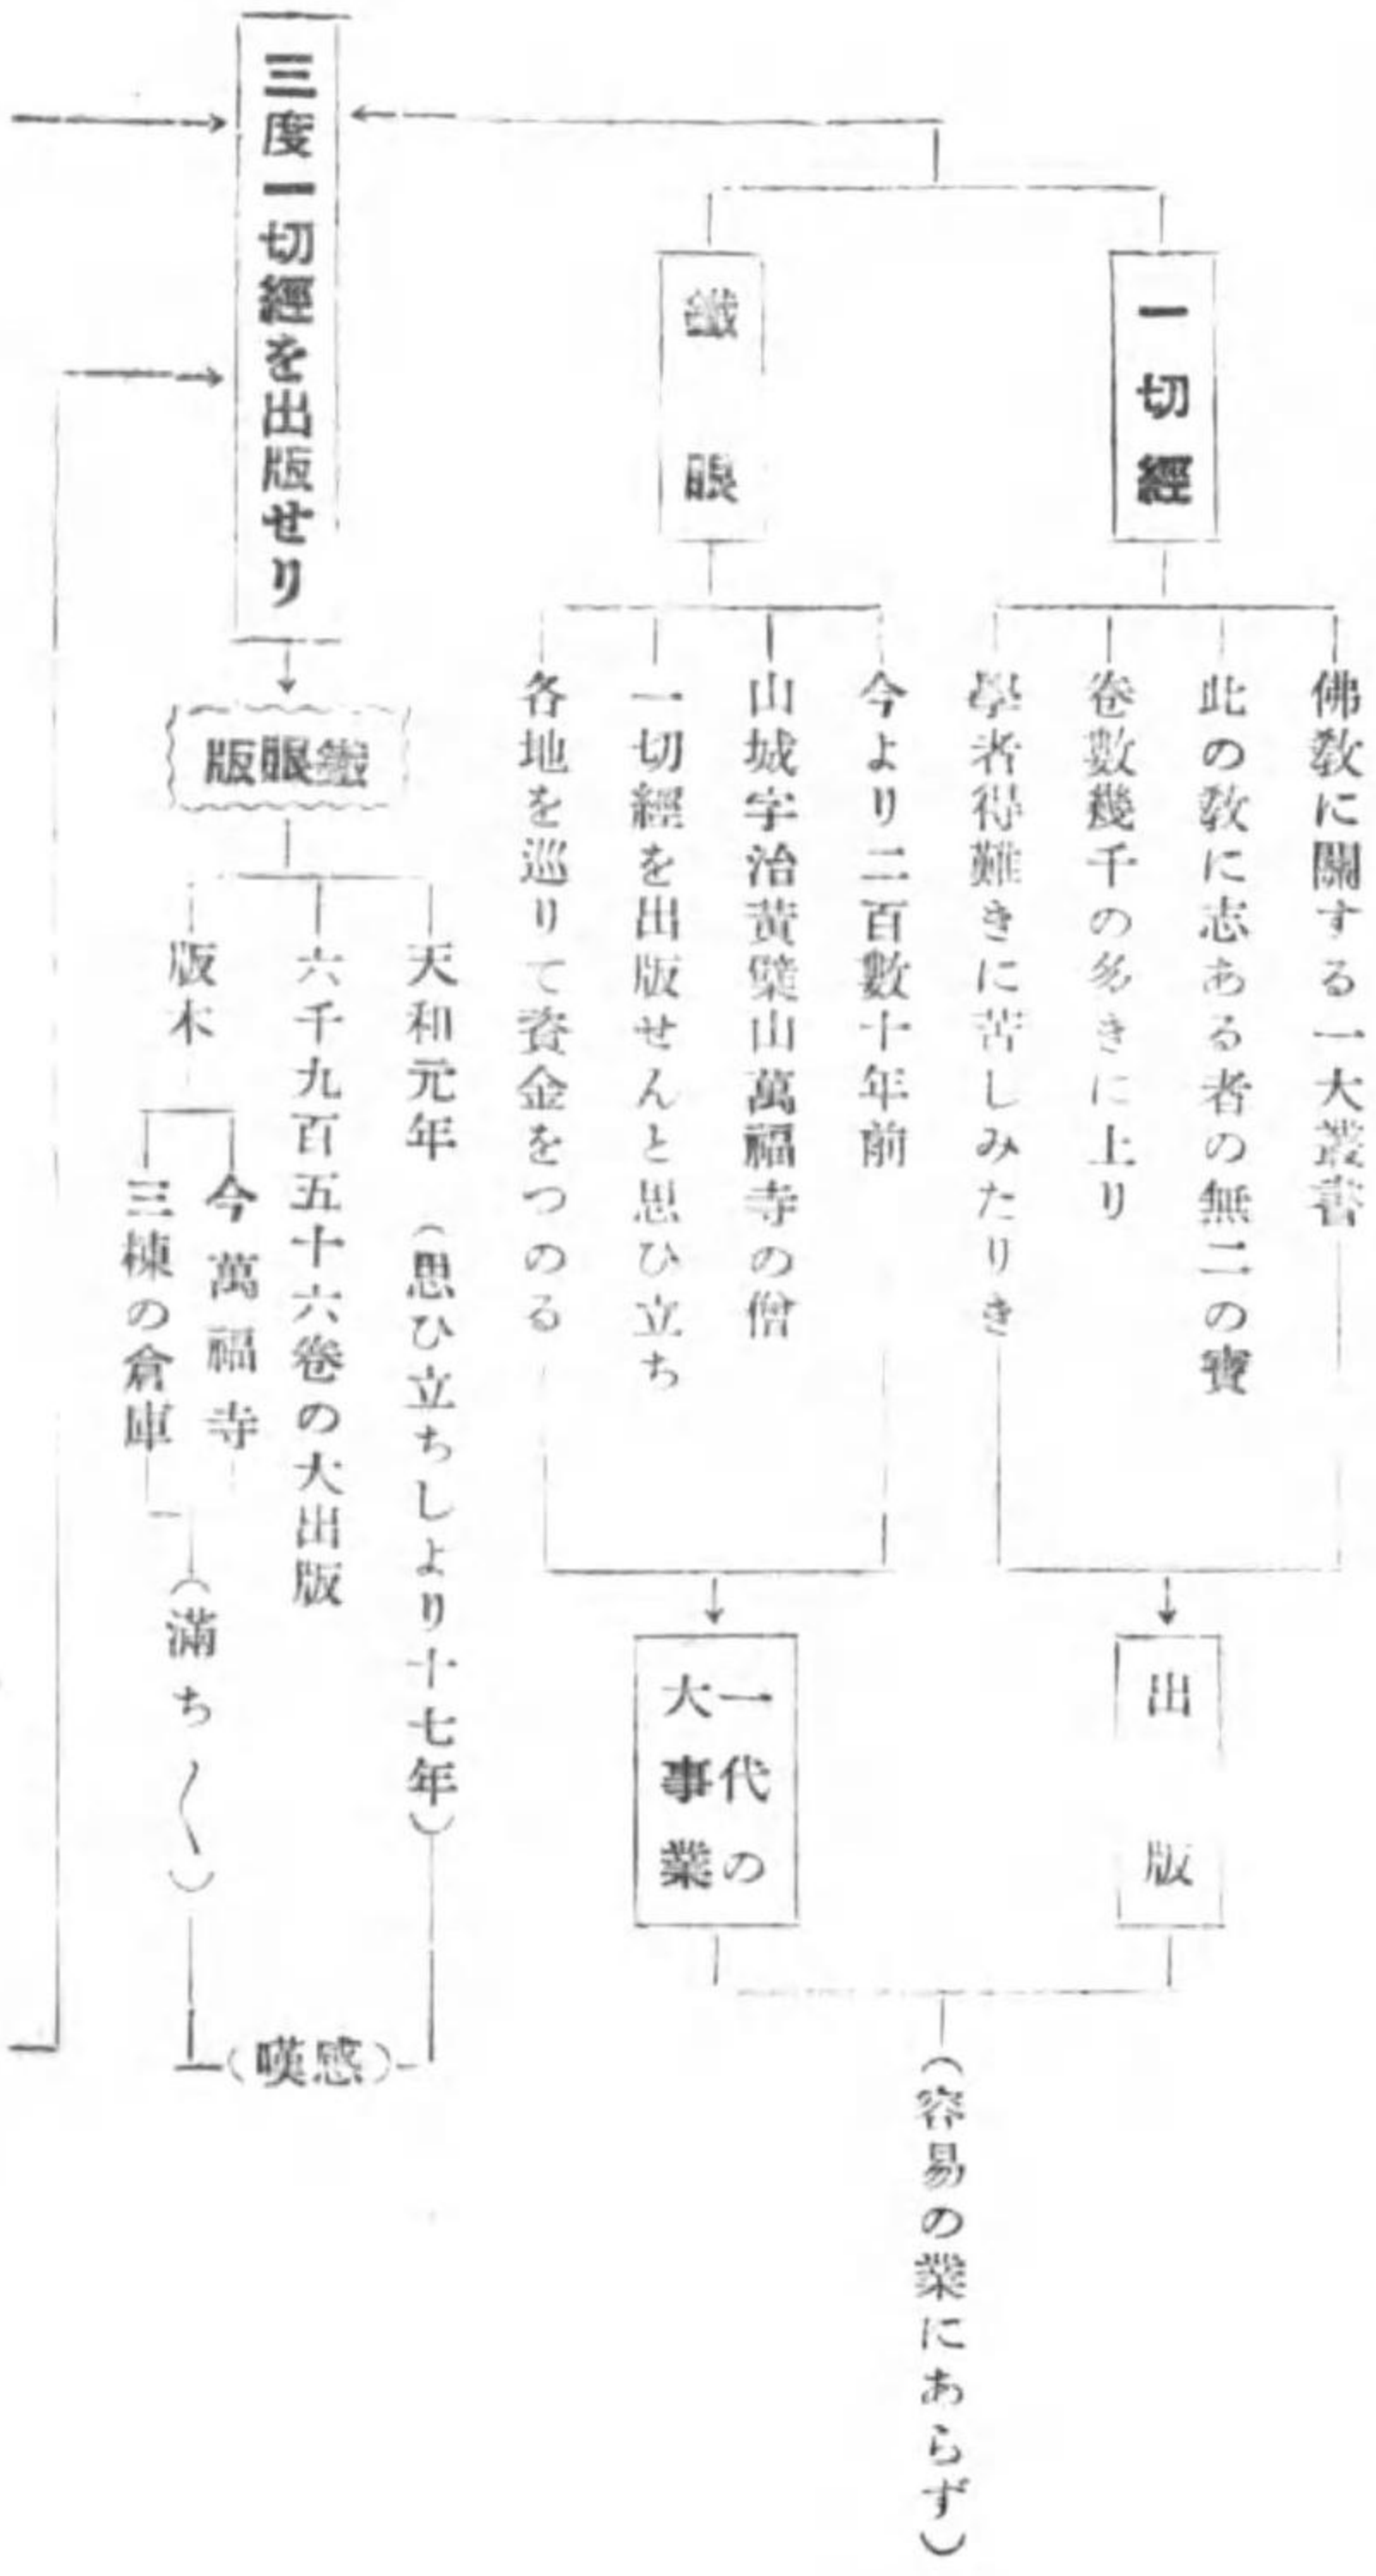 一切經
佛敎に關する一大叢書
此の敎に志ある者の無二の寶
卷數幾千の多きに上り
學者得難きに苦しみたりき
出版
(容易の業にあらず)
鐵眼
今より二百數十年前
山城宇治黃檗山萬福寺の僧
一切經を出版せんと思ひ立ち
各地を巡りて資金をつのる
一代の
大事業
三度一切經を出版せり
版眼鐵
天和元年(思ひ立ちしより十七年)
六千九百五十六卷の大出版
版木
今萬福寺
三棟の倉庫
(滿ち〳〵)
(嘆感)